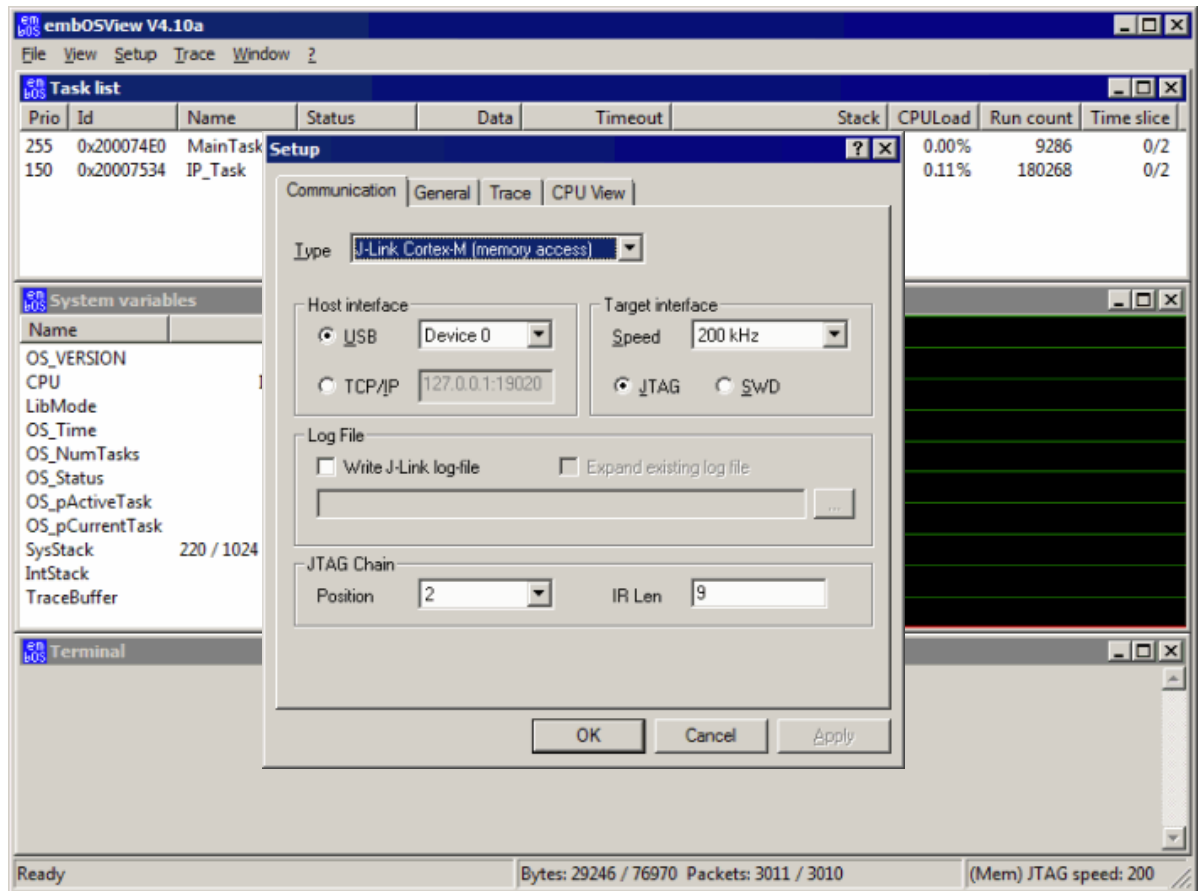 embOSView V4.10a
File View Setup Trace Window ?
Task list
Prio Id Name Status Data Timeout Stack CPULoad Run count Time slice
255 0x200074E0 MainTask 0.00% 9286 0/2
150 0x20007534 IP_Task 0.11% 180268 0/2
Setup
Communication General Trace CPU View
Type J-Link Cortex-M (memory access)
Host interface
USB Device 0
TCP/IP 127.0.0.1:19020
Target interface
Speed 200 kHz
JTAG SWD
Log File
Write J-Link log-file Expand existing log file
...
JTAG Chain
Position 2 IR Len 9
OK Cancel Apply
System variables
Name
OS_VERSION
CPU
LibMode
OS_Time
OS_NumTasks
OS_Status
OS_pActiveTask
OS_pCurrentTask
SysStack 220 / 1024
IntStack
TraceBuffer
Terminal
Ready Bytes: 29246 / 76970 Packets: 3011 / 3010 (Mem) JTAG speed: 200